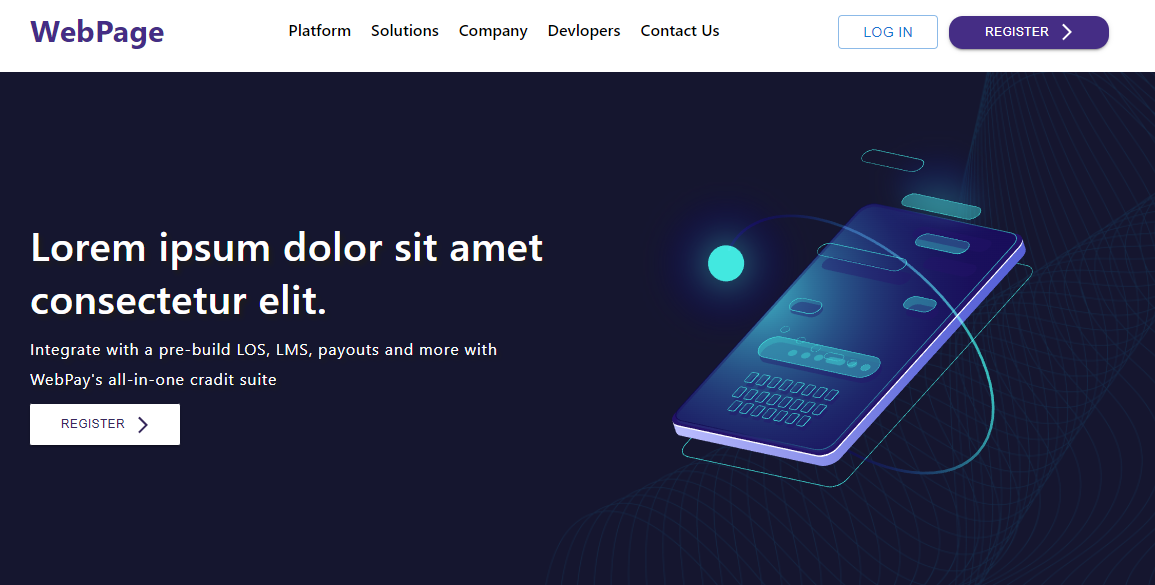 WebPage
Platform Solutions Company Devlopers Contact Us
LOG IN
REGISTER
Lorem ipsum dolor sit amet
consectetur elit.
Integrate with a pre-build LOS, LMS, payouts and more with
WebPay's all-in-one cradit suite
REGISTER